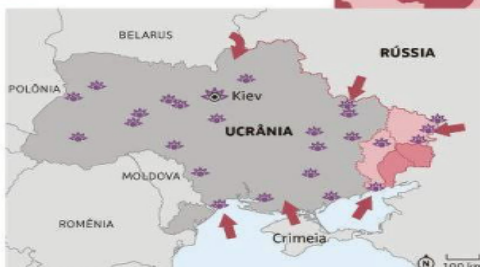 BELARUS
RÚSSIA
POLÔNIA
Kiev
UCRÂNIA
MOLDOVA
ROMÊNIA
Crimeia
N
100 km